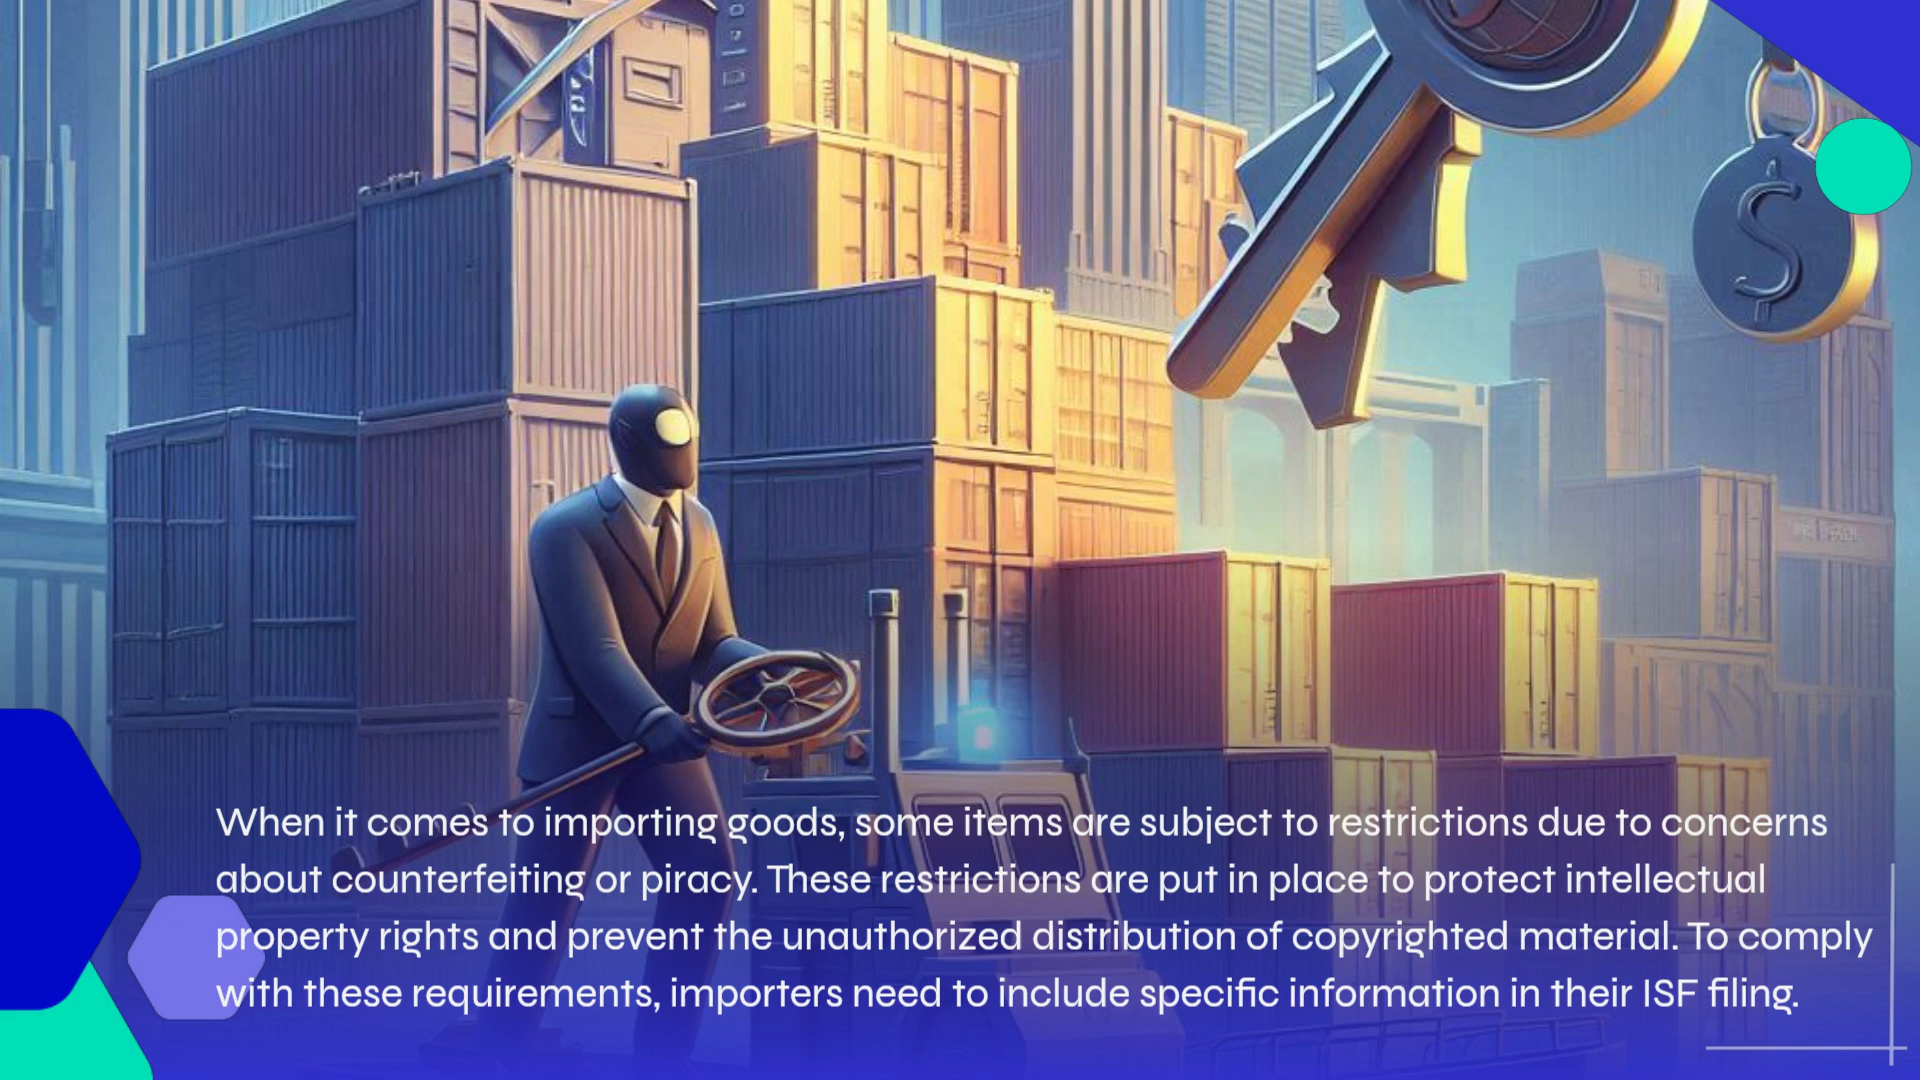 $
When it comes to importing goods, some items are subject to restrictions due to concerns
about counterfeiting or piracy. These restrictions are put in place to protect intellectual
property rights and prevent the unauthorized distribution of copyrighted material. To comply
with these requirements, importers need to include specific information in their ISF filing.